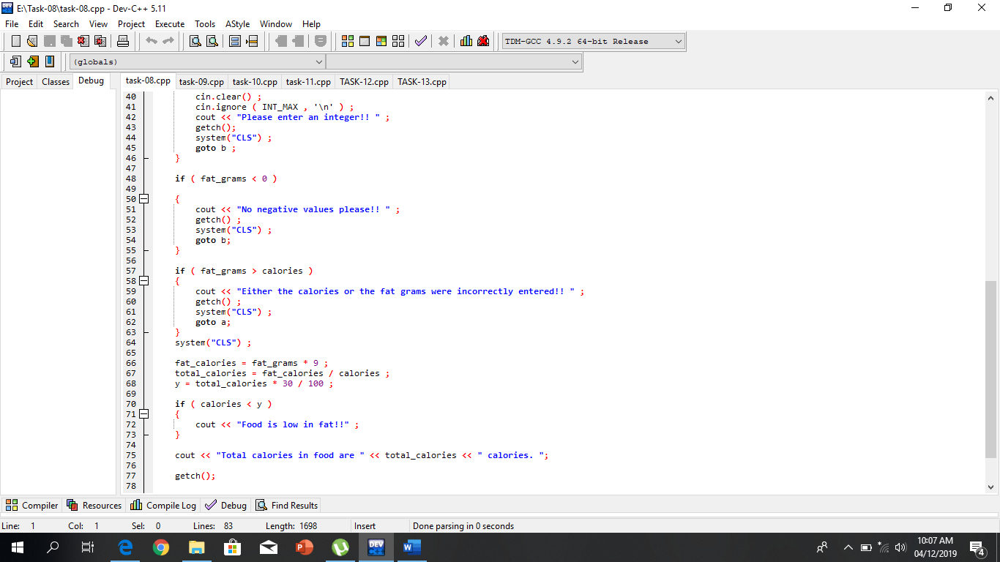 E:\Task-08\task-08.cpp - Dev-C++ 5.11
File Edit Search View Project Execute Tools AStyle Window Help
TDM-GCC 4.9.2 64-bit Release
(globals)
Project Classes Debug task-08.cpp task-09.cpp task-10.cpp task-11.cpp TASK-12.cpp TASK-13.cpp
40 cin.clear() ;
41 cin.ignore ( INT_MAX , '\n' ) ;
42 cout << "Please enter an integer!! " ;
43 getch();
44 system("CLS") ;
45 goto b ;
46 }
47
48 if ( fat_grams < 0 )
49
50 {
51 cout << "No negative values please!! " ;
52 getch() ;
53 system("CLS") ;
54 goto b;
55 }
56
57 if ( fat_grams > calories )
58 {
59 cout << "Either the calories or the fat grams were incorrectly entered!! " ;
60 getch() ;
61 system("CLS") ;
62 goto a;
63 }
64 system("CLS") ;
65
66 fat_calories = fat_grams * 9 ;
67 total_calories = fat_calories / calories ;
68 y = total_calories * 30 / 100 ;
69
70 if ( calories < y )
71 {
72 cout << "Food is low in fat!!" ;
73 }
74
75 cout << "Total calories in food are " << total_calories << " calories. ";
76
77 getch();
78
Compiler Resources Compile Log Debug Find Results
Line: 1 Col: 1 Sel: 0 Lines: 83 Length: 1698 Insert Done parsing in 0 seconds
10:07 AM
04/12/2019
4